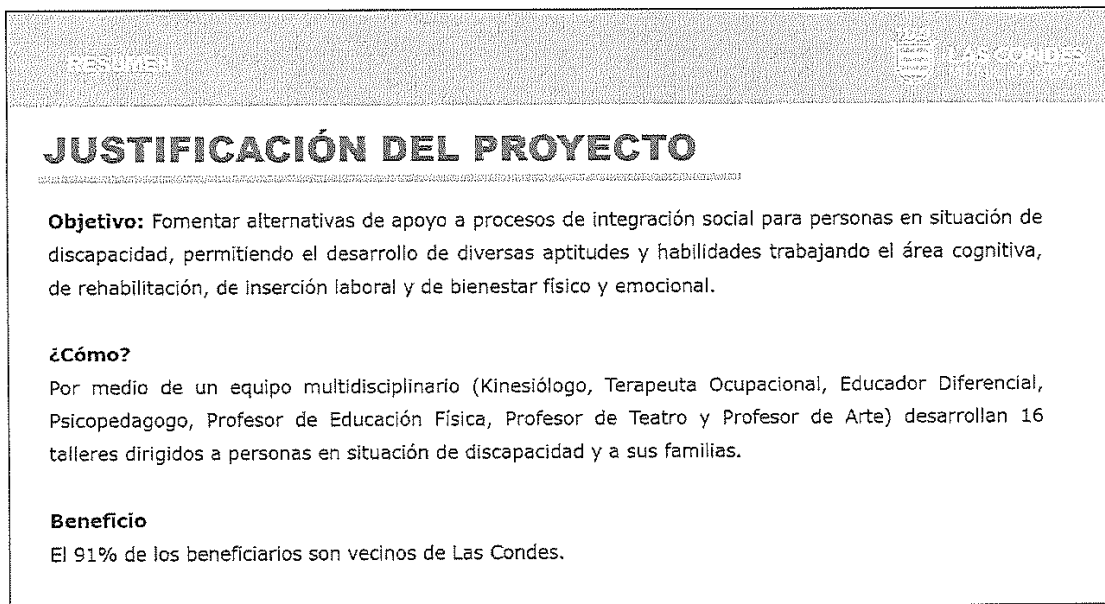 RESUMEN
LAS CONDES
JUSTIFICACIÓN DEL PROYECTO
Objetivo: Fomentar alternativas de apoyo a procesos de integración social para personas en situación de
discapacidad, permitiendo el desarrollo de diversas aptitudes y habilidades trabajando el área cognitiva,
de rehabilitación, de inserción laboral y de bienestar físico y emocional.
¿Cómo?
Por medio de un equipo multidisciplinario (Kinesiólogo, Terapeuta Ocupacional, Educador Diferencial,
Psicopedagogo, Profesor de Educación Física, Profesor de Teatro y Profesor de Arte) desarrollan 16
talleres dirigidos a personas en situación de discapacidad y a sus familias.
Beneficio
El 91% de los beneficiarios son vecinos de Las Condes.